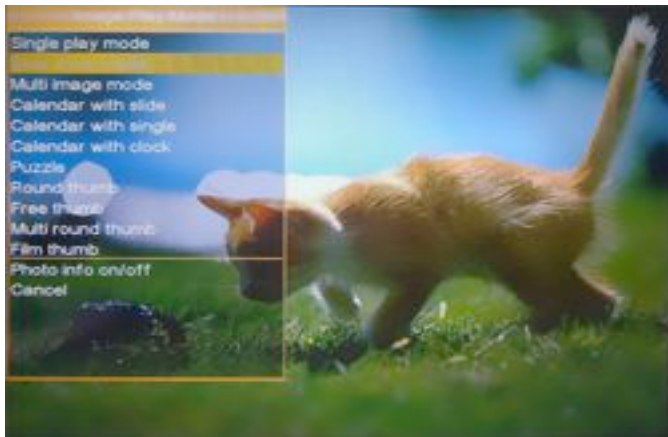 Single play mode
Multi image mode
Calendar with slide
Calendar with single
Calendar with clock
Puzzle
Round thumb
Free thumb
Multi round thumb
Film thumb
Photo info on/off
Cancel